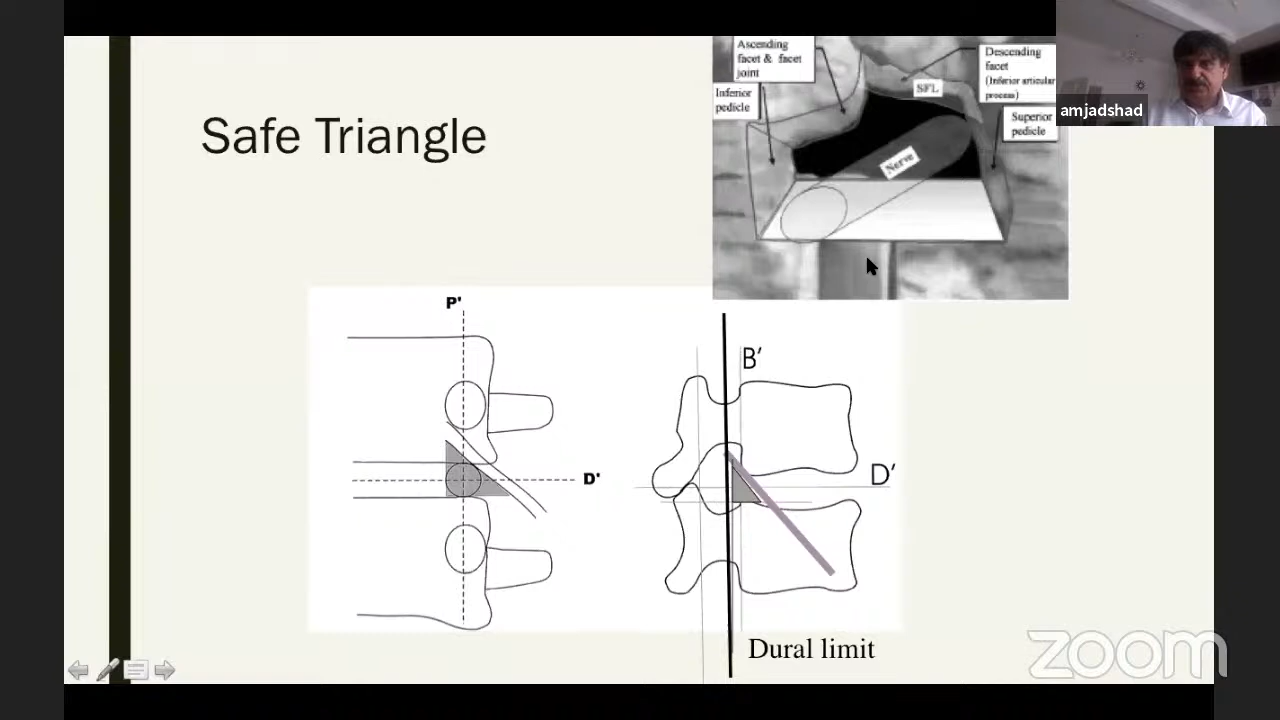 Safe Triangle
Ascending
facet & facet
joint
Inferior
pedicle
SFL
Descending
facet
(Inferior articular
process)
Superior
pedicle
Nerve
amjadshad
P'
D'
B'
D'
Dural limit
zoom